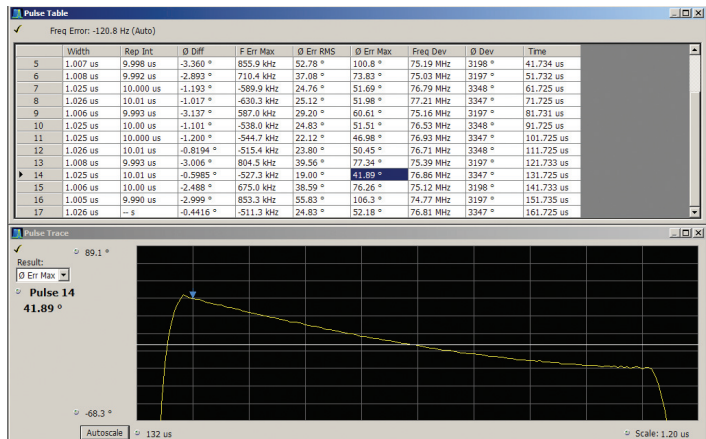 Pulse Table
Freq Error: -120.8 Hz (Auto)
Width Rep Int Ø Diff F Err Max Ø Err RMS Ø Err Max Freq Dev Ø Dev Time
5 1.007 us 9.998 us -3.360 ° 855.9 kHz 52.78 ° 100.8 ° 75.19 MHz 3198 ° 41.734 us
6 1.008 us 9.992 us -2.893 ° 710.4 kHz 37.08 ° 73.83 ° 75.03 MHz 3197 ° 51.732 us
7 1.025 us 10.000 us -1.193 ° -589.9 kHz 24.76 ° 51.69 ° 76.79 MHz 3348 ° 61.725 us
8 1.026 us 10.01 us -1.017 ° -630.3 kHz 25.12 ° 51.98 ° 77.21 MHz 3347 ° 71.725 us
9 1.006 us 9.993 us -3.137 ° 587.0 kHz 29.20 ° 60.61 ° 75.16 MHz 3197 ° 81.731 us
10 1.025 us 10.00 us -1.101 ° -538.0 kHz 24.83 ° 51.51 ° 76.53 MHz 3348 ° 91.725 us
11 1.025 us 10.000 us -1.200 ° -544.7 kHz 22.12 ° 46.98 ° 76.93 MHz 3347 ° 101.725 us
12 1.026 us 10.01 us -0.8194 ° -515.4 kHz 23.80 ° 50.45 ° 76.71 MHz 3348 ° 111.725 us
13 1.008 us 9.993 us -3.006 ° 804.5 kHz 39.56 ° 77.34 ° 75.39 MHz 3197 ° 121.733 us
14 1.025 us 10.01 us -0.5985 ° -527.3 kHz 19.00 ° 41.89 ° 76.86 MHz 3347 ° 131.725 us
15 1.006 us 10.00 us -2.488 ° 675.0 kHz 38.59 ° 76.26 ° 75.12 MHz 3198 ° 141.733 us
16 1.005 us 9.990 us -2.999 ° 853.3 kHz 55.83 ° 106.3 ° 74.77 MHz 3197 ° 151.735 us
17 1.026 us -- s -0.4416 ° -511.3 kHz 24.83 ° 52.18 ° 76.81 MHz 3347 ° 161.725 us
Pulse Trace
89.1 °
Result:
Ø Err Max
Pulse 14
41.89 °
-68.3 °
Autoscale 132 us Scale: 1.20 us